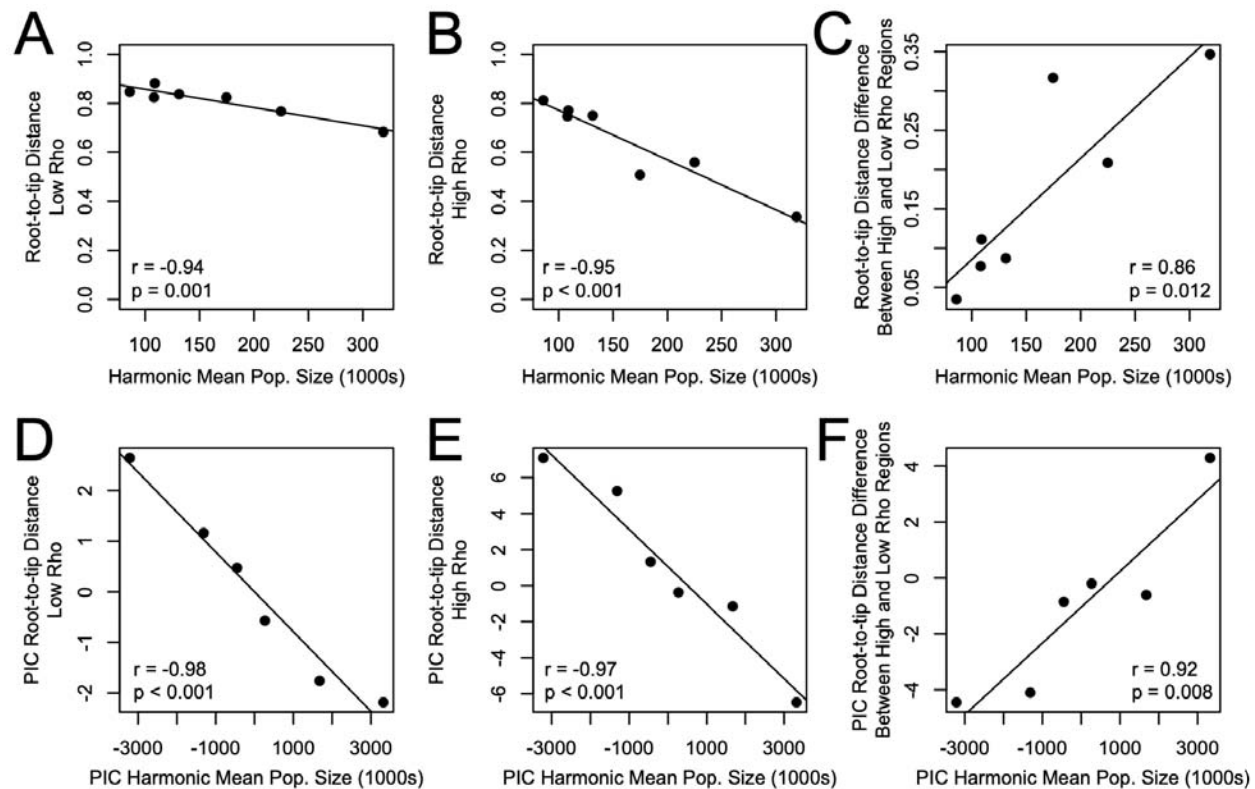 A
Root-to-tip Distance
Low Rho
1.0
0.8
0.6
0.4
0.2
0.0
r = -0.94
p = 0.001
100 150 200 250 300
Harmonic Mean Pop. Size (1000s)
B
Root-to-tip Distance
High Rho
1.0
0.8
0.6
0.4
0.2
0.0
r = -0.95
p < 0.001
100 150 200 250 300
Harmonic Mean Pop. Size (1000s)
C
Root-to-tip Distance Difference
Between High and Low Rho Regions
0.35
0.25
0.15
0.05
r = 0.86
p = 0.012
100 150 200 250 300
Harmonic Mean Pop. Size (1000s)
D
PIC Root-to-tip Distance
Low Rho
2
1
0
-1
-2
r = -0.98
p < 0.001
-3000 -1000 1000 3000
PIC Harmonic Mean Pop. Size (1000s)
E
PIC Root-to-tip Distance
High Rho
6
4
2
0
-2
-4
-6
r = -0.97
p < 0.001
-3000 -1000 1000 3000
PIC Harmonic Mean Pop. Size (1000s)
F
PIC Root-to-tip Distance Difference
Between High and Low Rho Regions
4
2
0
-2
-4
r = 0.92
p = 0.008
-3000 -1000 1000 3000
PIC Harmonic Mean Pop. Size (1000s)